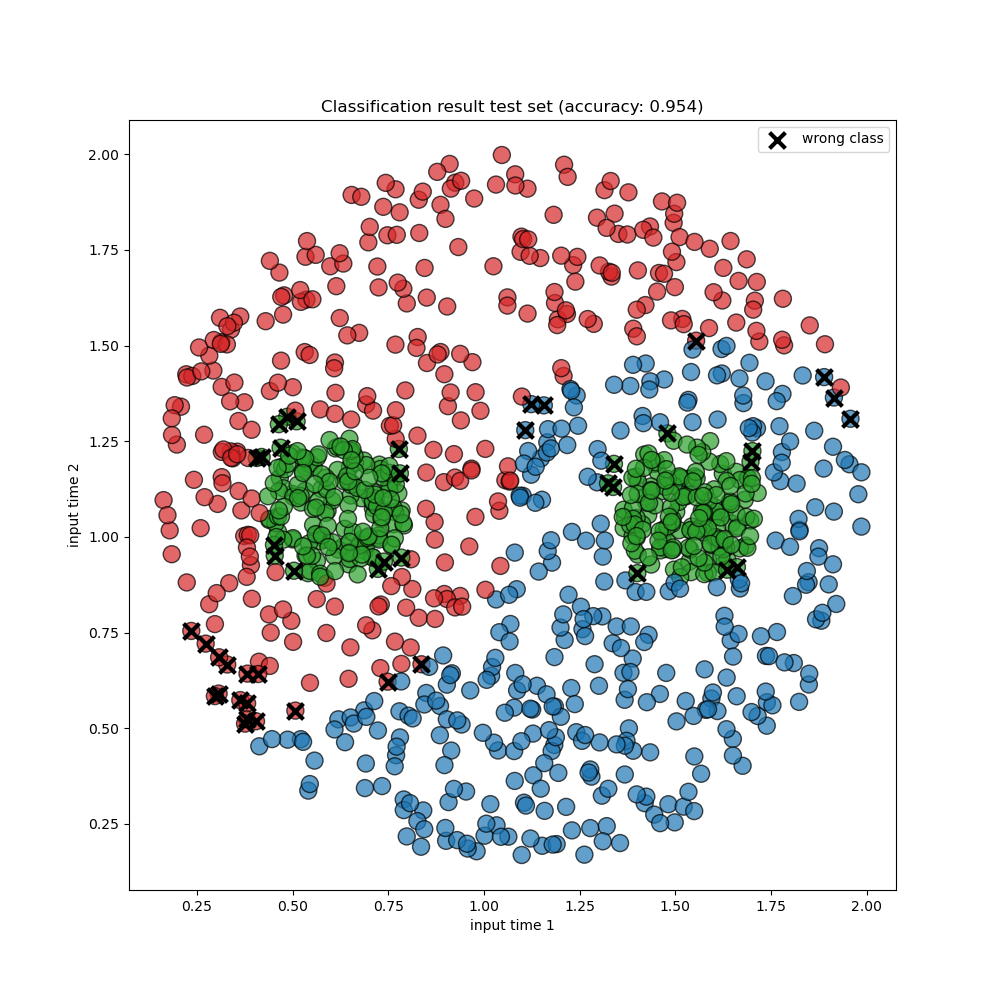 Classification result test set (accuracy: 0.954)
wrong class
2.00
1.75
1.50
1.25
1.00
0.75
0.50
0.25
input time 2
0.25 0.50 0.75 1.00 1.25 1.50 1.75 2.00
input time 1